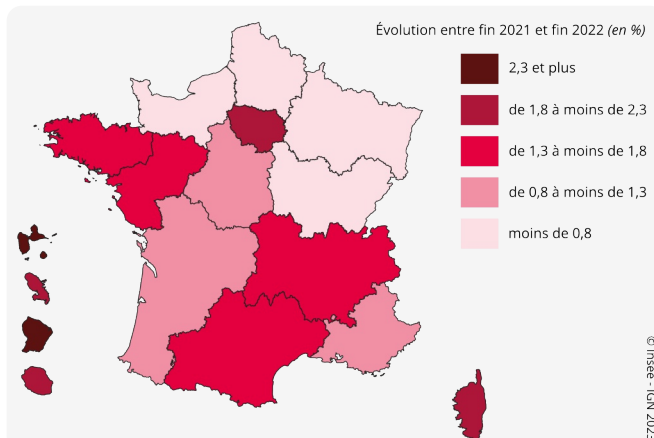 Évolution entre fin 2021 et fin 2022 (en %)
2,3 et plus
de 1,8 à moins de 2,3
de 1,3 à moins de 1,8
de 0,8 à moins de 1,3
moins de 0,8
© Insee - IGN